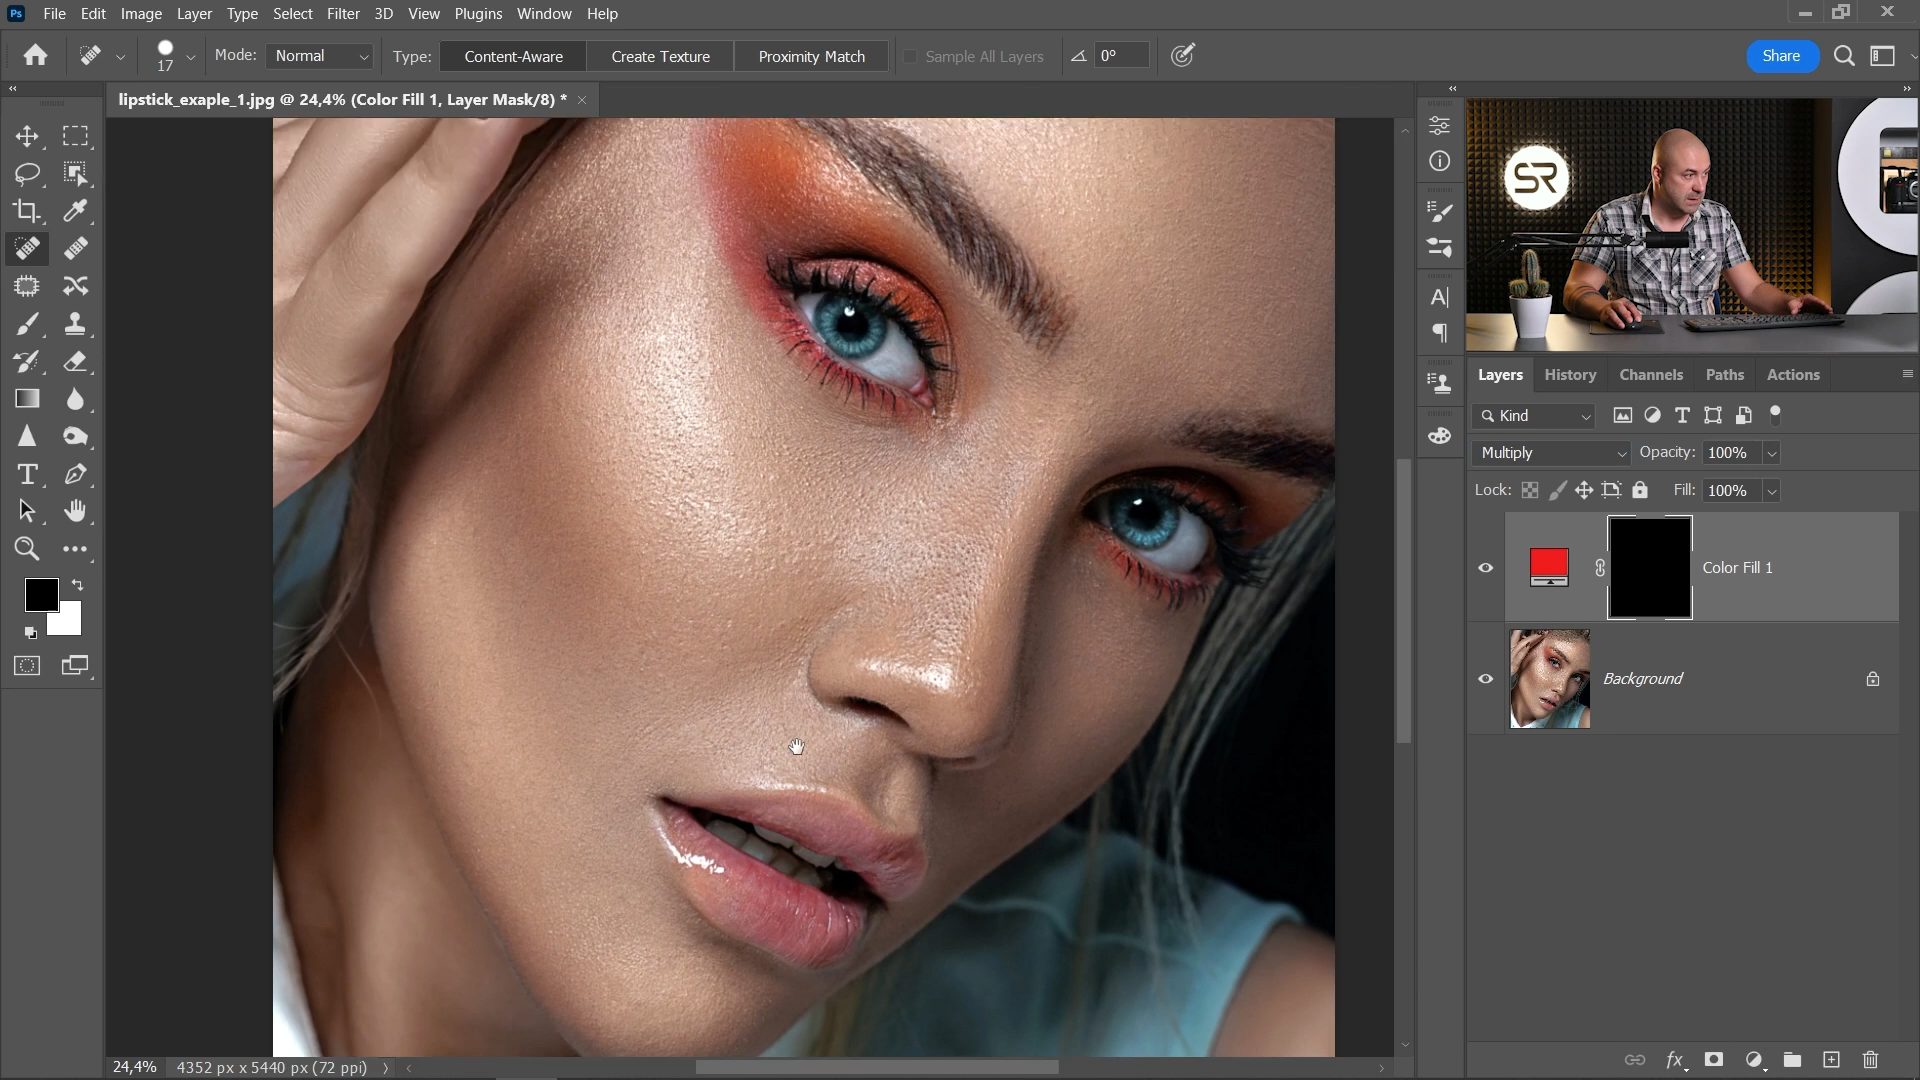 Ps File Edit Image Layer Type Select Filter 3D View Plugins Window Help
17 Mode: Normal Type: Content-Aware Create Texture Proximity Match Sample All Layers 0° Share
lipstick_exaple_1.jpg @ 24,4% (Color Fill 1, Layer Mask/8) *
SR
Layers History Channels Paths Actions
Kind
Multiply Opacity: 100%
Lock: Fill: 100%
Color Fill 1
Background
24,4% 4352 px x 5440 px (72 ppi)
fx